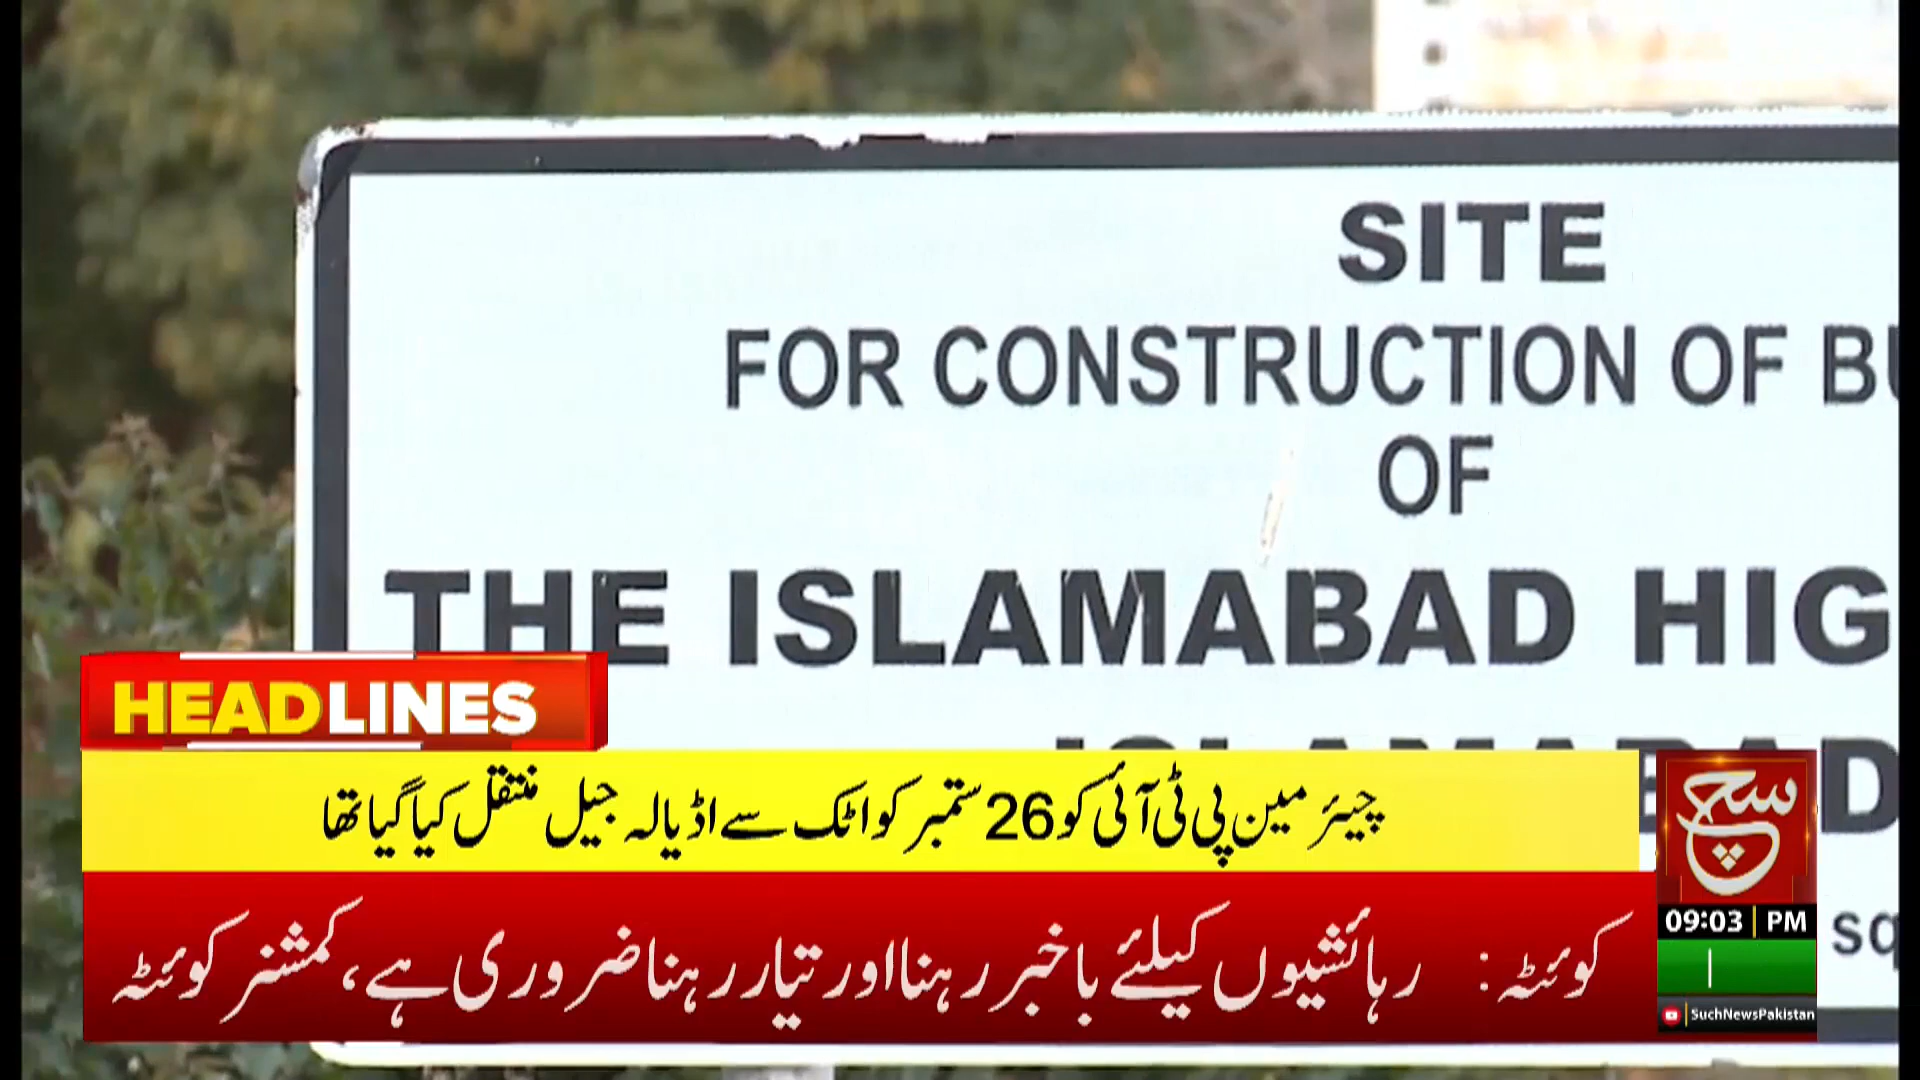 SITE
FOR CONSTRUCTION OF
OF
THE ISLAMABAD
HEADLINES
چیئرمین پی ٹی آئی کو 26 ستمبر کو اٹک سے اڈیالہ جیل منتقل کیا گیا تھا
سچ
09:03 PM
کوئٹہ: رہائشیوں کیلئے باخبر رہنا اور تیار رہنا ضروری ہے، کمشنر کوئٹہ
SuchNewsPakistan